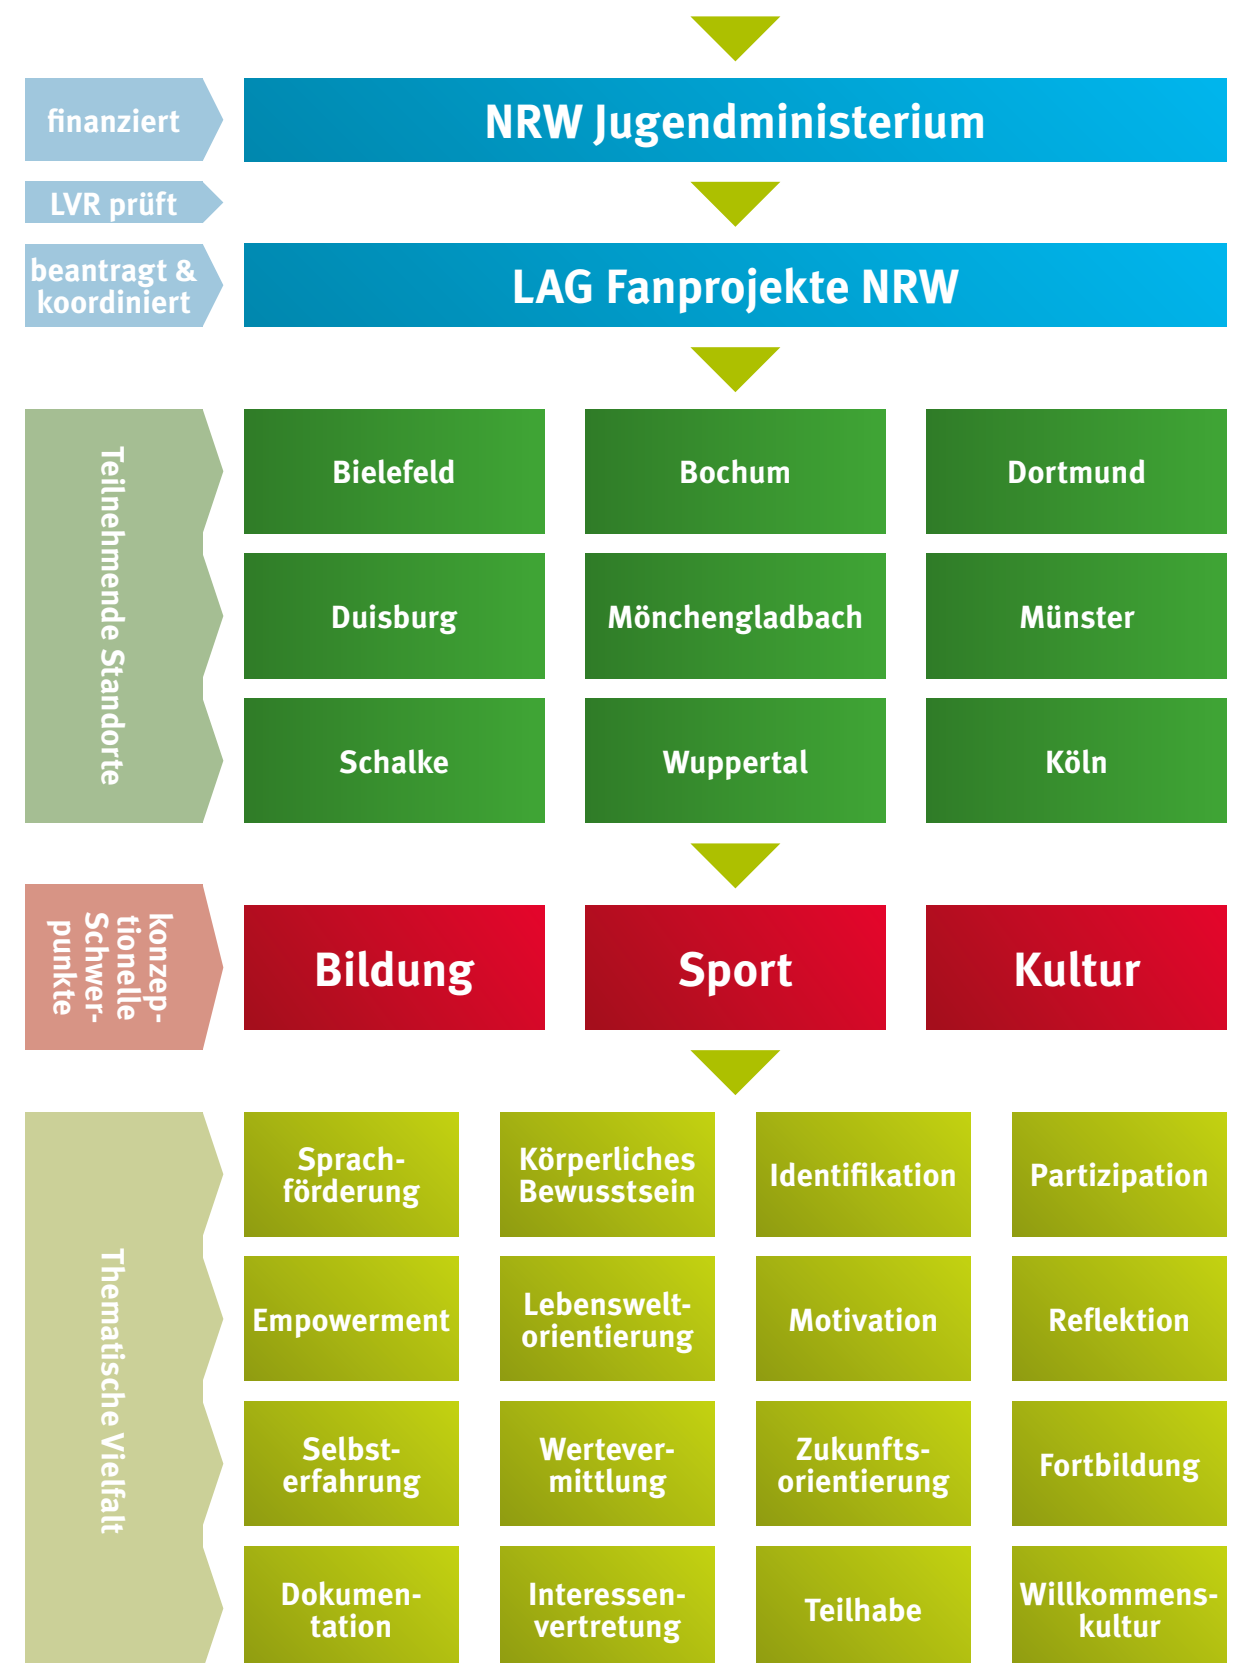 finanziert
NRW Jugendministerium
LVR prüft
beantragt &
koordiniert
LAG Fanprojekte NRW
Teilnehmende Standorte
Bielefeld
Bochum
Dortmund
Duisburg
Mönchengladbach
Münster
Schalke
Wuppertal
Köln
konzep-
tionelle
Schwer-
punkte
Bildung
Sport
Kultur
Thematische Vielfalt
Sprach-
förderung
Körperliches
Bewusstsein
Identifikation
Partizipation
Empowerment
Lebenswelt-
orientierung
Motivation
Reflektion
Selbst-
erfahrung
Wertever-
mittlung
Zukunfts-
orientierung
Fortbildung
Dokumen-
tation
Interessen-
vertretung
Teilhabe
Willkommens-
kultur